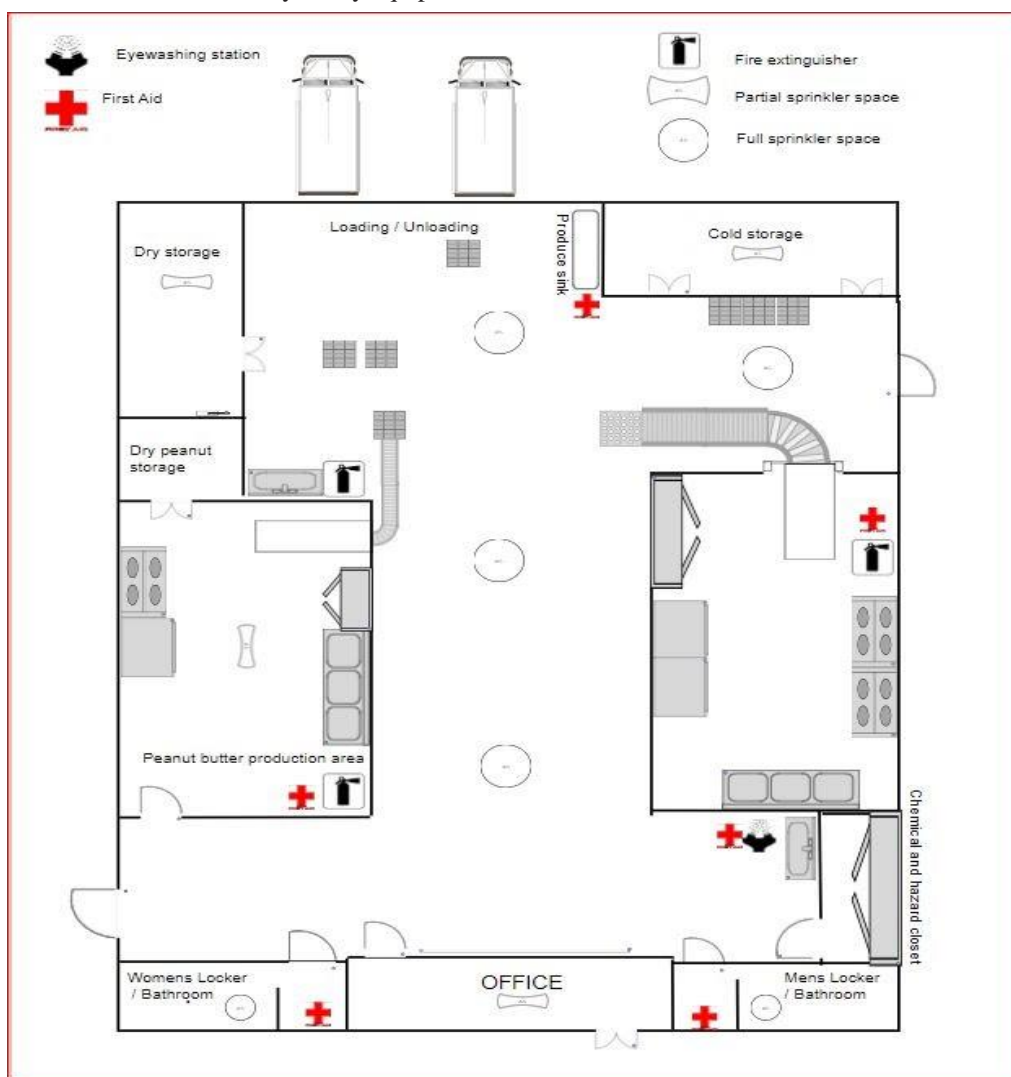 Eyewashing station
First Aid
Fire extinguisher
Partial sprinkler space
Full sprinkler space
Loading / Unloading
Produce sink
Cold storage
Dry storage
Dry peanut
storage
Peanut butter production area
Chemical and hazard closet
Womens Locker
/ Bathroom
OFFICE
Mens Locker
/ Bathroom